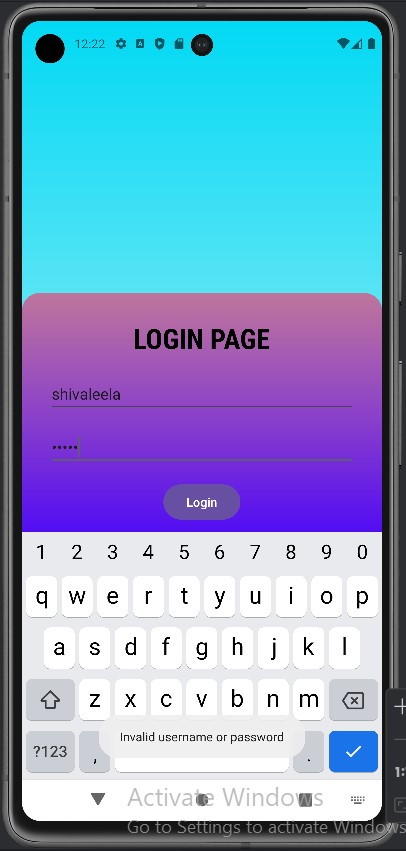 12:22
LOGIN PAGE
shivaleela
•••••
Login
1 2 3 4 5 6 7 8 9 0
q w e r t y u i o p
a s d f g h j k l
z x c v b n m
Invalid username or password
?123 , .
Activate Windows
Go to Settings to activate Windows